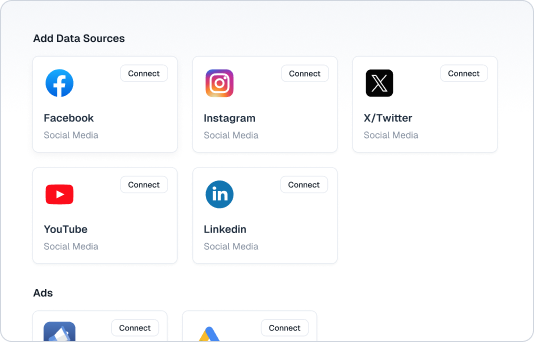 Add Data Sources
Connect
Connect
Connect
Facebook
Instagram
X/Twitter
Social Media
Social Media
Social Media
Connect
Connect
in
YouTube
Linkedin
Social Media
Social Media
Ads
Connect
Connect